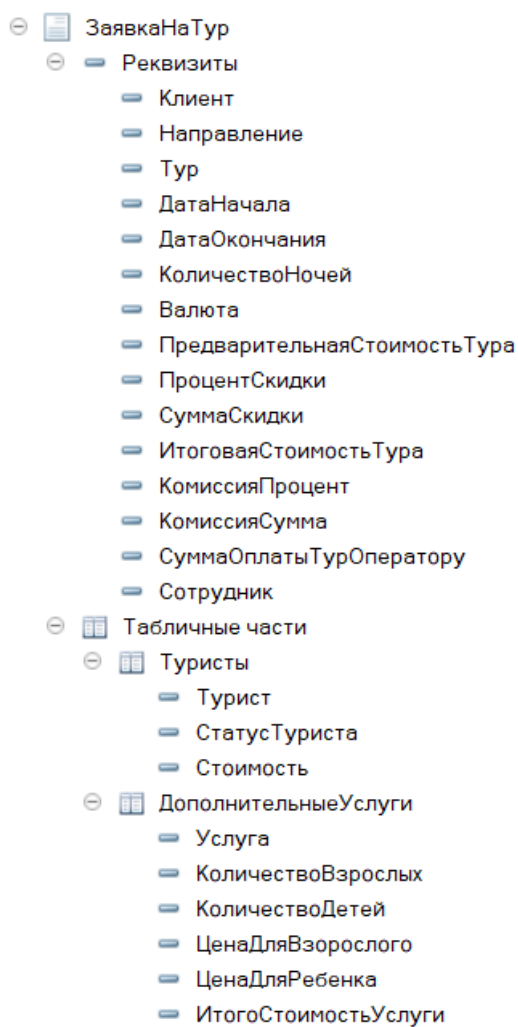 ЗаявкаНаТур
Реквизиты
Клиент
Направление
Тур
ДатаНачала
ДатаОкончания
КоличествоНочей
Валюта
ПредварительнаяСтоимостьТура
ПроцентСкидки
СуммаСкидки
ИтоговаяСтоимостьТура
КомиссияПроцент
КомиссияСумма
СуммаОплатыТурОператору
Сотрудник
Табличные части
Туристы
Турист
СтатусТуриста
Стоимость
ДополнительныеУслуги
Услуга
КоличествоВзрослых
КоличествоДетей
ЦенаДляВзорослого
ЦенаДляРебенка
ИтогоСтоимостьУслуги